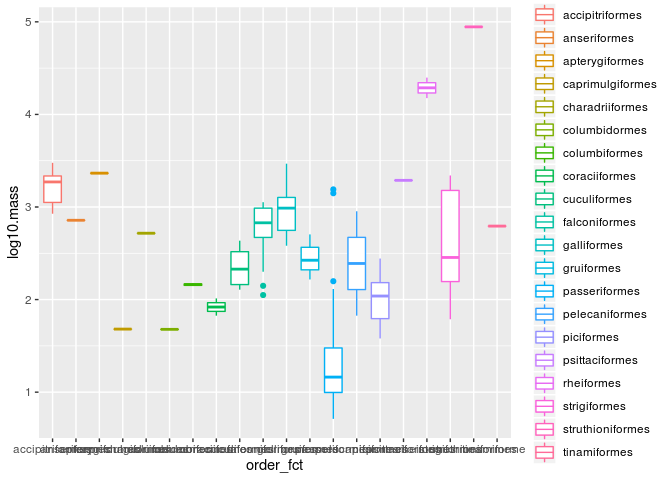 5
4
3
2
1
log10.mass
order_fct
accipitriformes
anseriformes
apterygiformes
caprimulgiformes
charadriiformes
columbidormes
columbiformes
coraciiformes
cuculiformes
falconiformes
galliformes
gruiformes
passeriformes
pelecaniformes
piciformes
psittaciformes
rheiformes
strigiformes
struthioniformes
tinamiformes